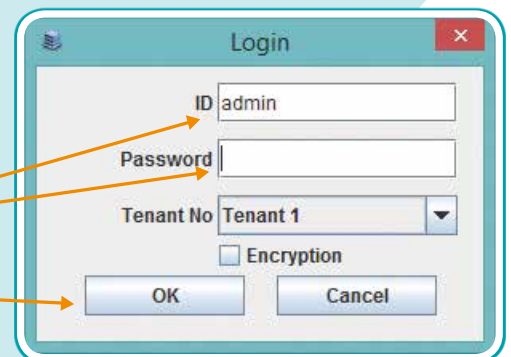 Login
ID admin
Password
Tenant No Tenant 1
Encryption
OK Cancel